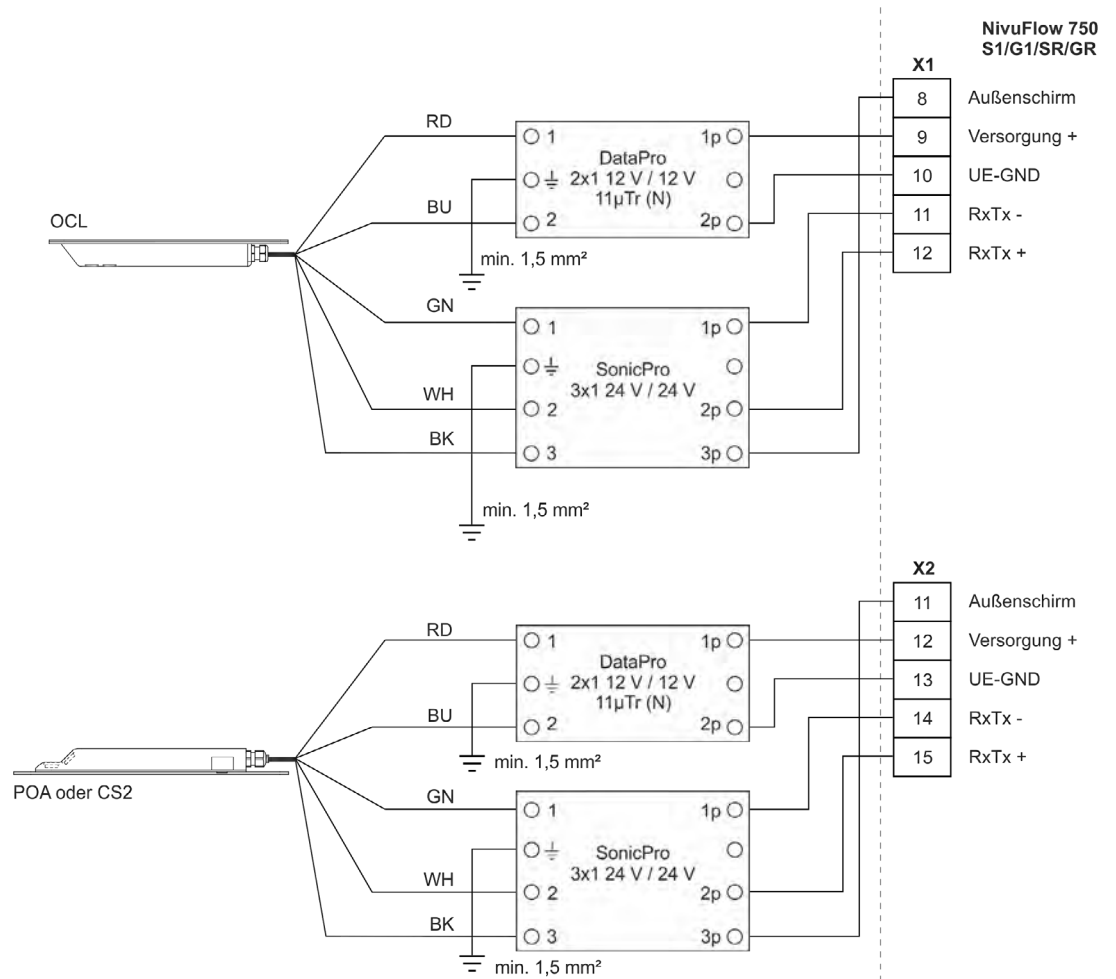 NivuFlow 750
S1/G1/SR/GR
X1
8 Außenschirm
9 Versorgung +
10 UE-GND
11 RxTx -
12 RxTx +
OCL
RD
BU
GN
WH
BK
1 1p
DataPro
2x1 12 V / 12 V
11µTr (N)
2 2p
min. 1,5 mm²
1 1p
SonicPro
3x1 24 V / 24 V
2 2p
3 3p
min. 1,5 mm²
X2
11 Außenschirm
12 Versorgung +
13 UE-GND
14 RxTx -
15 RxTx +
POA oder CS2
RD
BU
GN
WH
BK
1 1p
DataPro
2x1 12 V / 12 V
11µTr (N)
2 2p
min. 1,5 mm²
1 1p
SonicPro
3x1 24 V / 24 V
2 2p
3 3p
min. 1,5 mm²